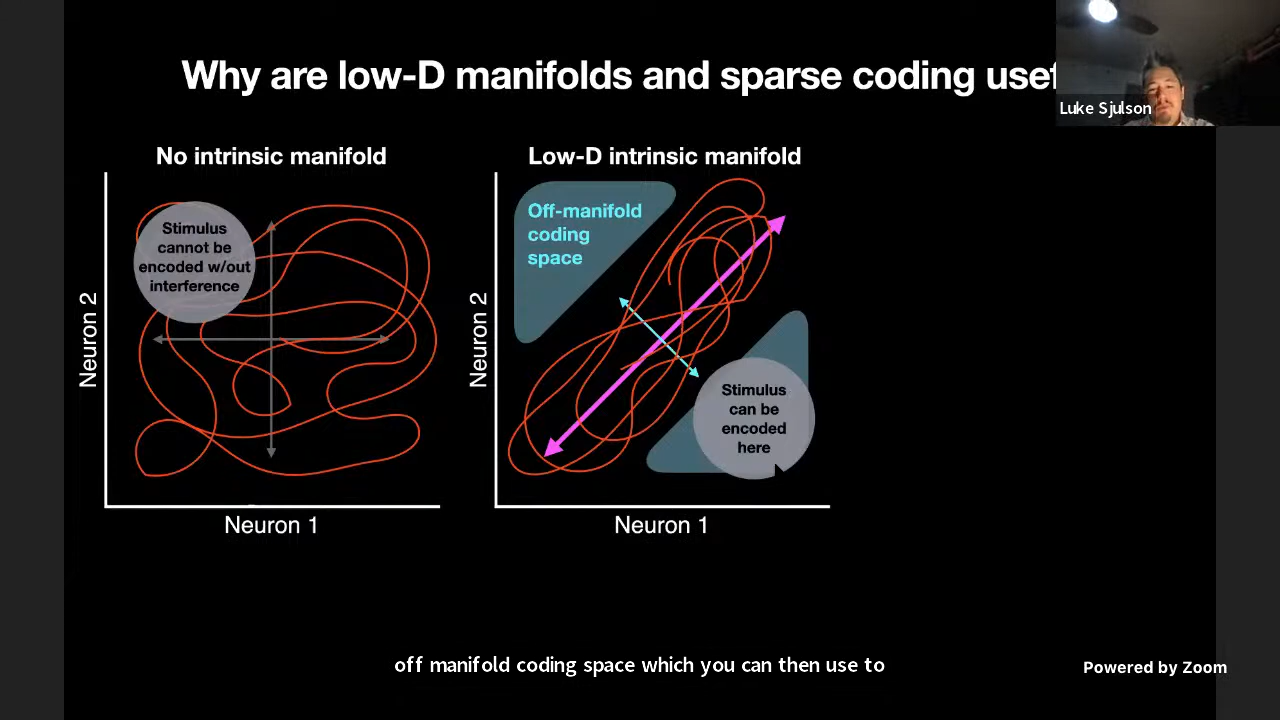 Why are low-D manifolds and sparse coding usef
Luke Sjulson
No intrinsic manifold
Low-D intrinsic manifold
Stimulus
cannot be
encoded w/out
interference
Neuron 2
Neuron 1
Off-manifold
coding
space
Stimulus
can be
encoded
here
Neuron 2
Neuron 1
off manifold coding space which you can then use to
Powered by Zoom